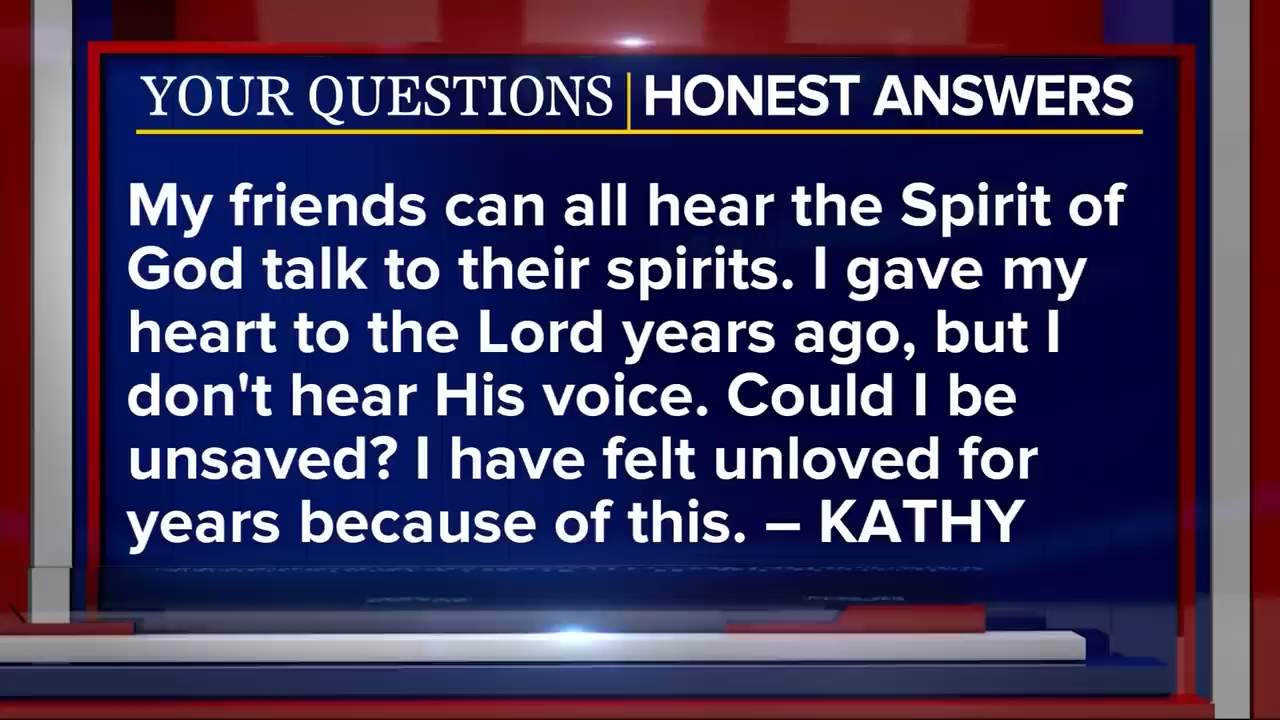 YOUR QUESTIONS | HONEST ANSWERS
My friends can all hear the Spirit of
God talk to their spirits. I gave my
heart to the Lord years ago, but I
don't hear His voice. Could I be
unsaved? I have felt unloved for
years because of this. – KATHY